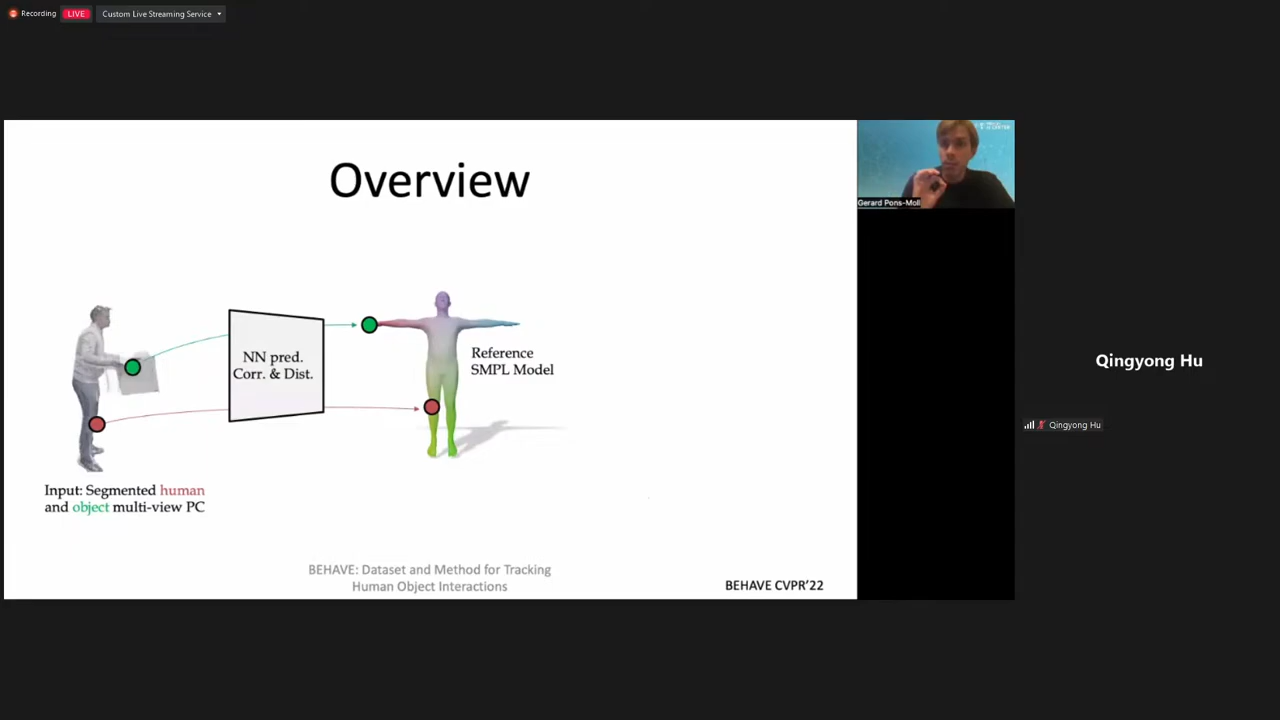 Recording
LIVE
Custom Live Streaming Service
Overview
Gerard Pons-Moll
NN pred.
Corr. & Dist.
Reference
SMPL Model
Qingyong Hu
Qingyong Hu
Input: Segmented human
and object multi-view PC
BEHAVE: Dataset and Method for Tracking
Human Object Interactions
BEHAVE CVPR'22